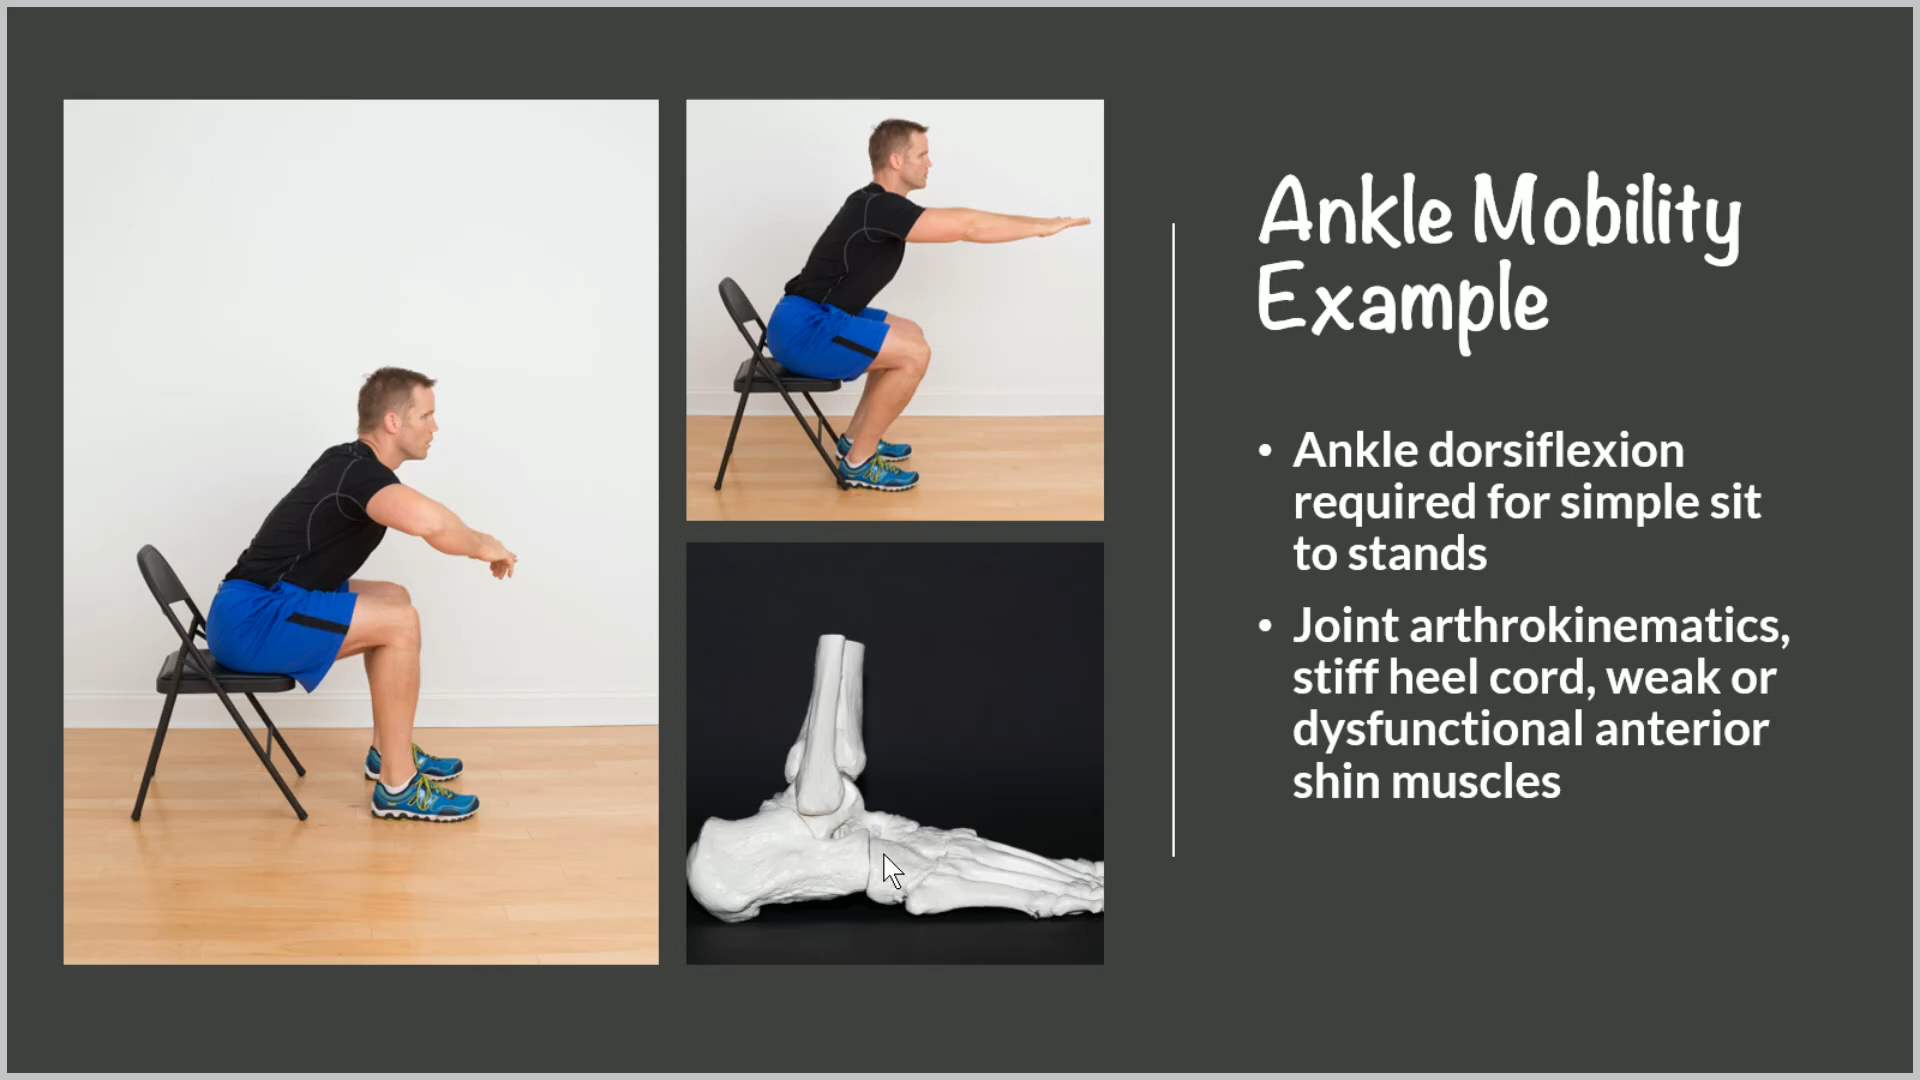 Ankle Mobility
Example
• Ankle dorsiflexion
required for simple sit
to stands
• Joint arthrokinematics,
stiff heel cord, weak or
dysfunctional anterior
shin muscles